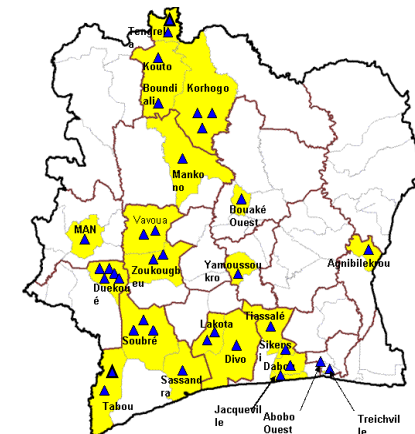 Tengrel
a
Kouto
Boundi
ali
Korhogo
Manko
no
Bouaké
Ouest
MAN
Vavoua
Agnibilekrou
Zoukougb
eu
Yamoussou
kro
Duekou
é
Tiassalé
Lakota
Soubré
Divo
Sikens
i
Dabo
Sassand
ra
Tabou
Jacquevil
le
Abobo
Ouest
Treichvil
le